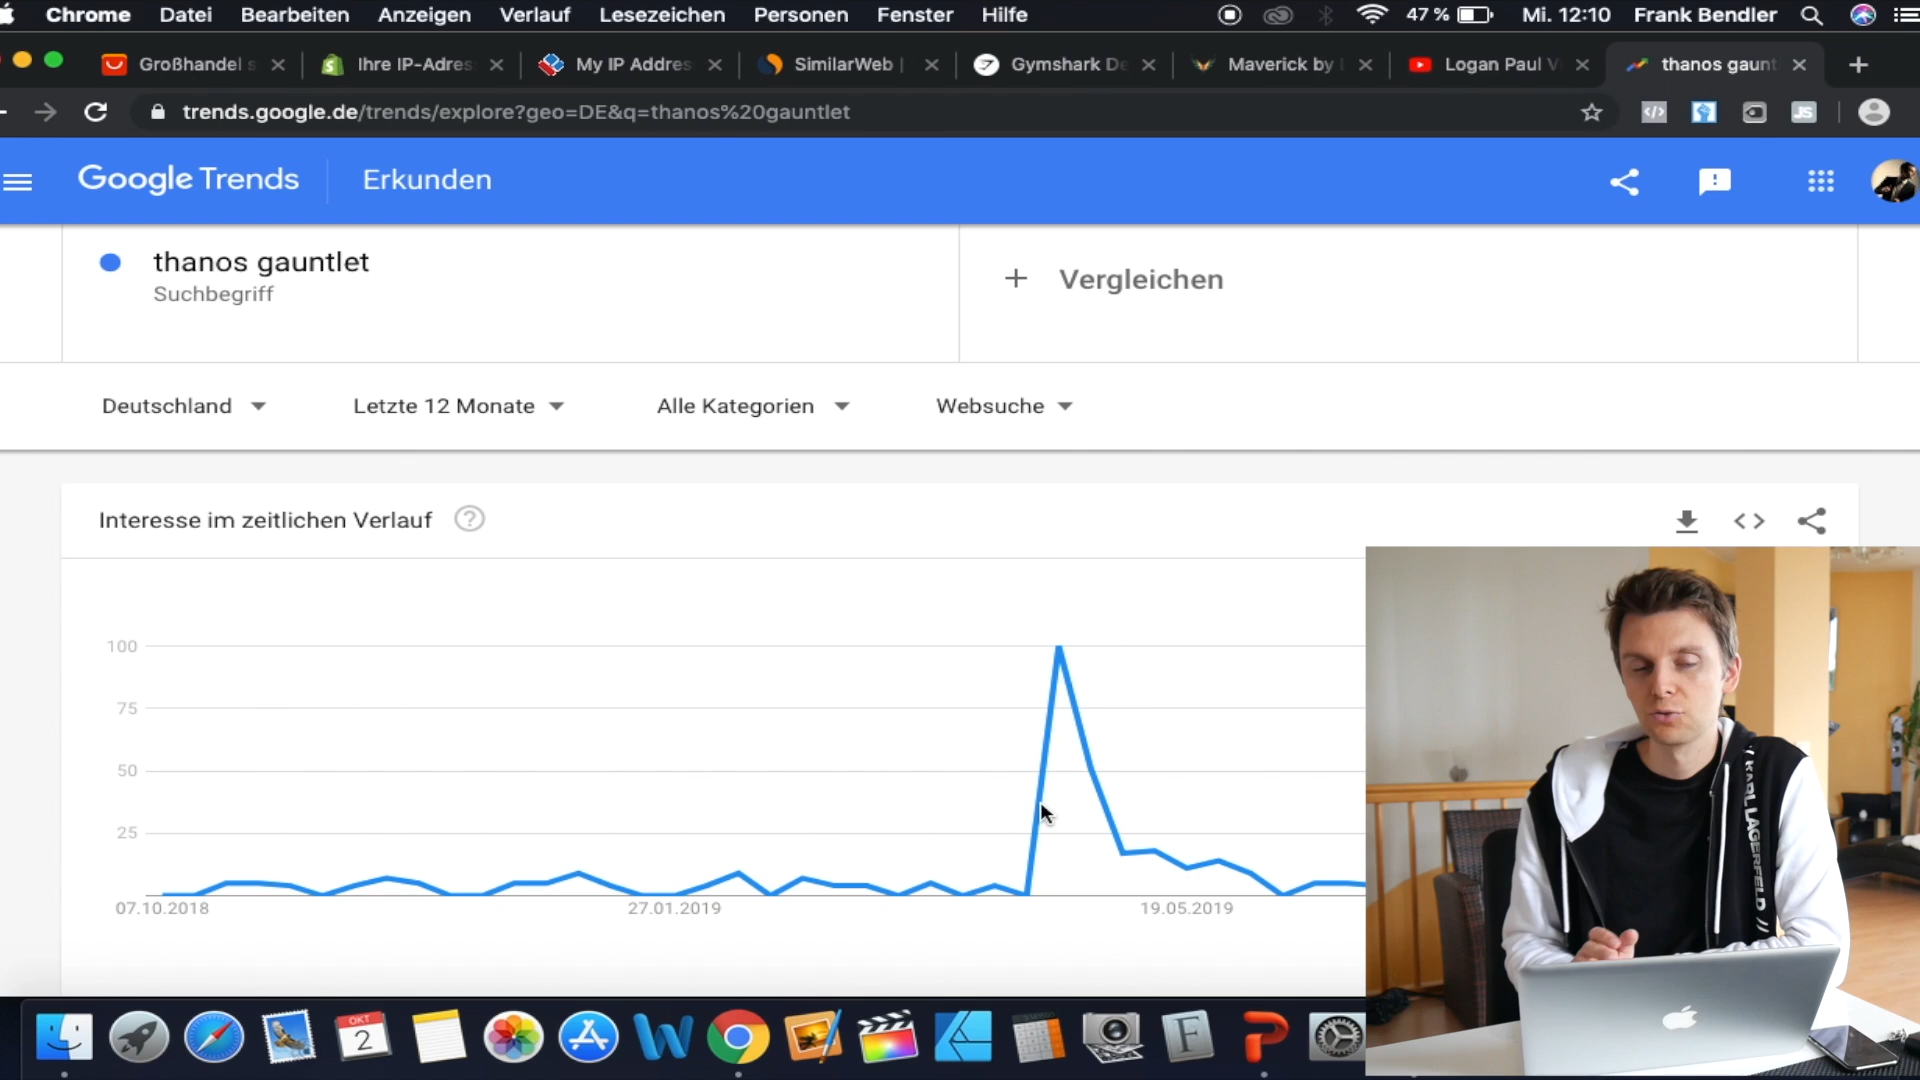 Chrome Datei Bearbeiten Anzeigen Verlauf Lesezeichen Personen Fenster Hilfe 47 % Mi. 12:10 Frank Bendler
Großhandel s Ihre IP-Adres My IP Addres SimilarWeb | Gymshark De Maverick by Logan Paul V thanos gaunt
trends.google.de/trends/explore?geo=DE&q=thanos%20gauntlet
Google Trends Erkunden
thanos gauntlet
Suchbegriff
+ Vergleichen
Deutschland Letzte 12 Monate Alle Kategorien Websuche
Interesse im zeitlichen Verlauf
100
75
50
25
07.10.2018 27.01.2019 19.05.2019
KARL LAGERFELD //
OKT
2